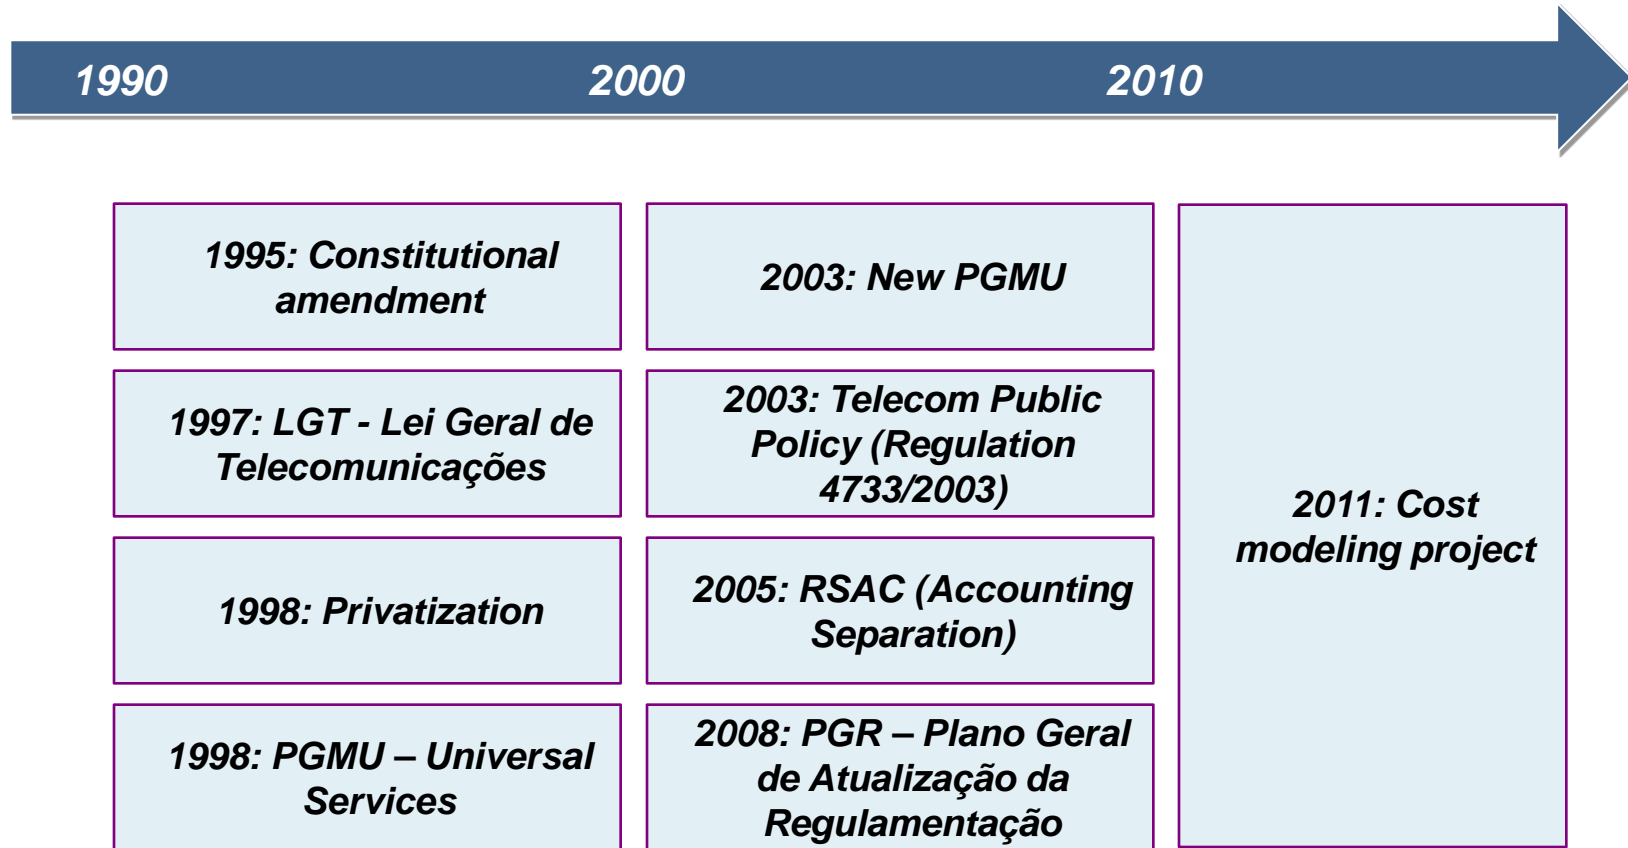 1990 2000 2010
1995: Constitutional
amendment
1997: LGT - Lei Geral de
Telecomunicações
1998: Privatization
1998: PGMU – Universal
Services
2003: New PGMU
2003: Telecom Public
Policy (Regulation
4733/2003)
2005: RSAC (Accounting
Separation)
2008: PGR – Plano Geral
de Atualização da
Regulamentação
2011: Cost
modeling project